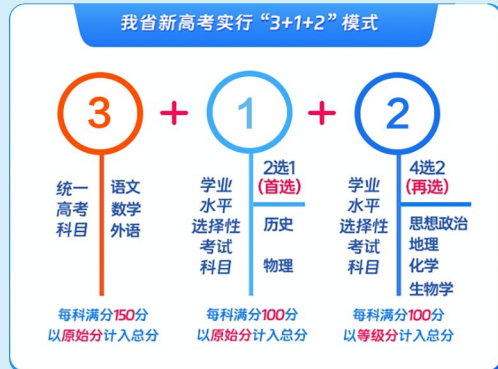 我省新高考实行“3+1+2”模式
3 + 1 + 2
统一
高考
科目
语文
数学
外语
学业
水平
选择性
考试
科目
2选1
(首选)
历史
物理
学业
水平
选择性
考试
科目
4选2
(再选)
思想政治
地理
化学
生物学
每科满分150分
以原始分计入总分
每科满分100分
以原始分计入总分
每科满分100分
以等级分计入总分